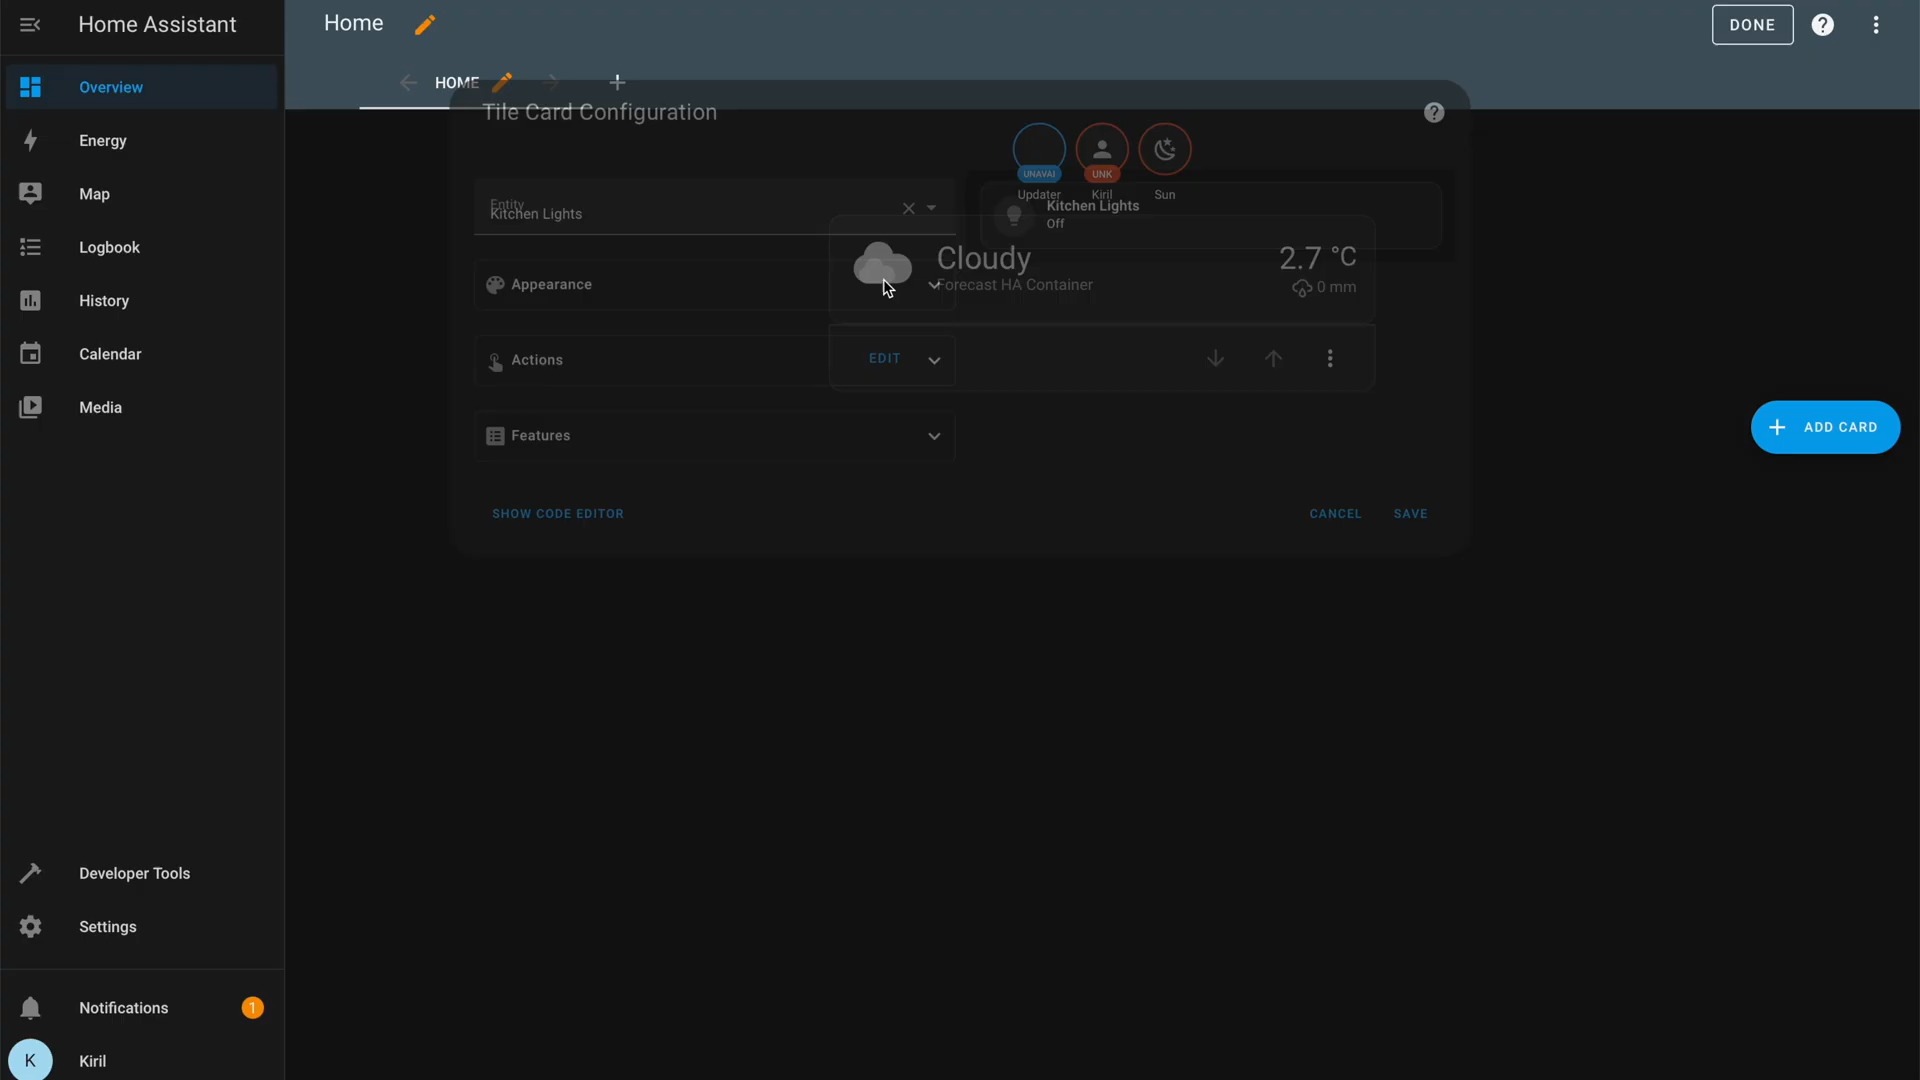 Home Assistant
Home
DONE
Overview
HOME
Tile Card Configuration
Energy
Map
Logbook
History
Calendar
Media
UNAVAI
UNK
Updater
Kiril
Sun
Entity
Kitchen Lights
Kitchen Lights
Off
Cloudy
2.7 °C
Forecast HA Container
0 mm
Appearance
Actions
EDIT
Features
ADD CARD
SHOW CODE EDITOR
CANCEL
SAVE
Developer Tools
Settings
Notifications
1
K
Kiril